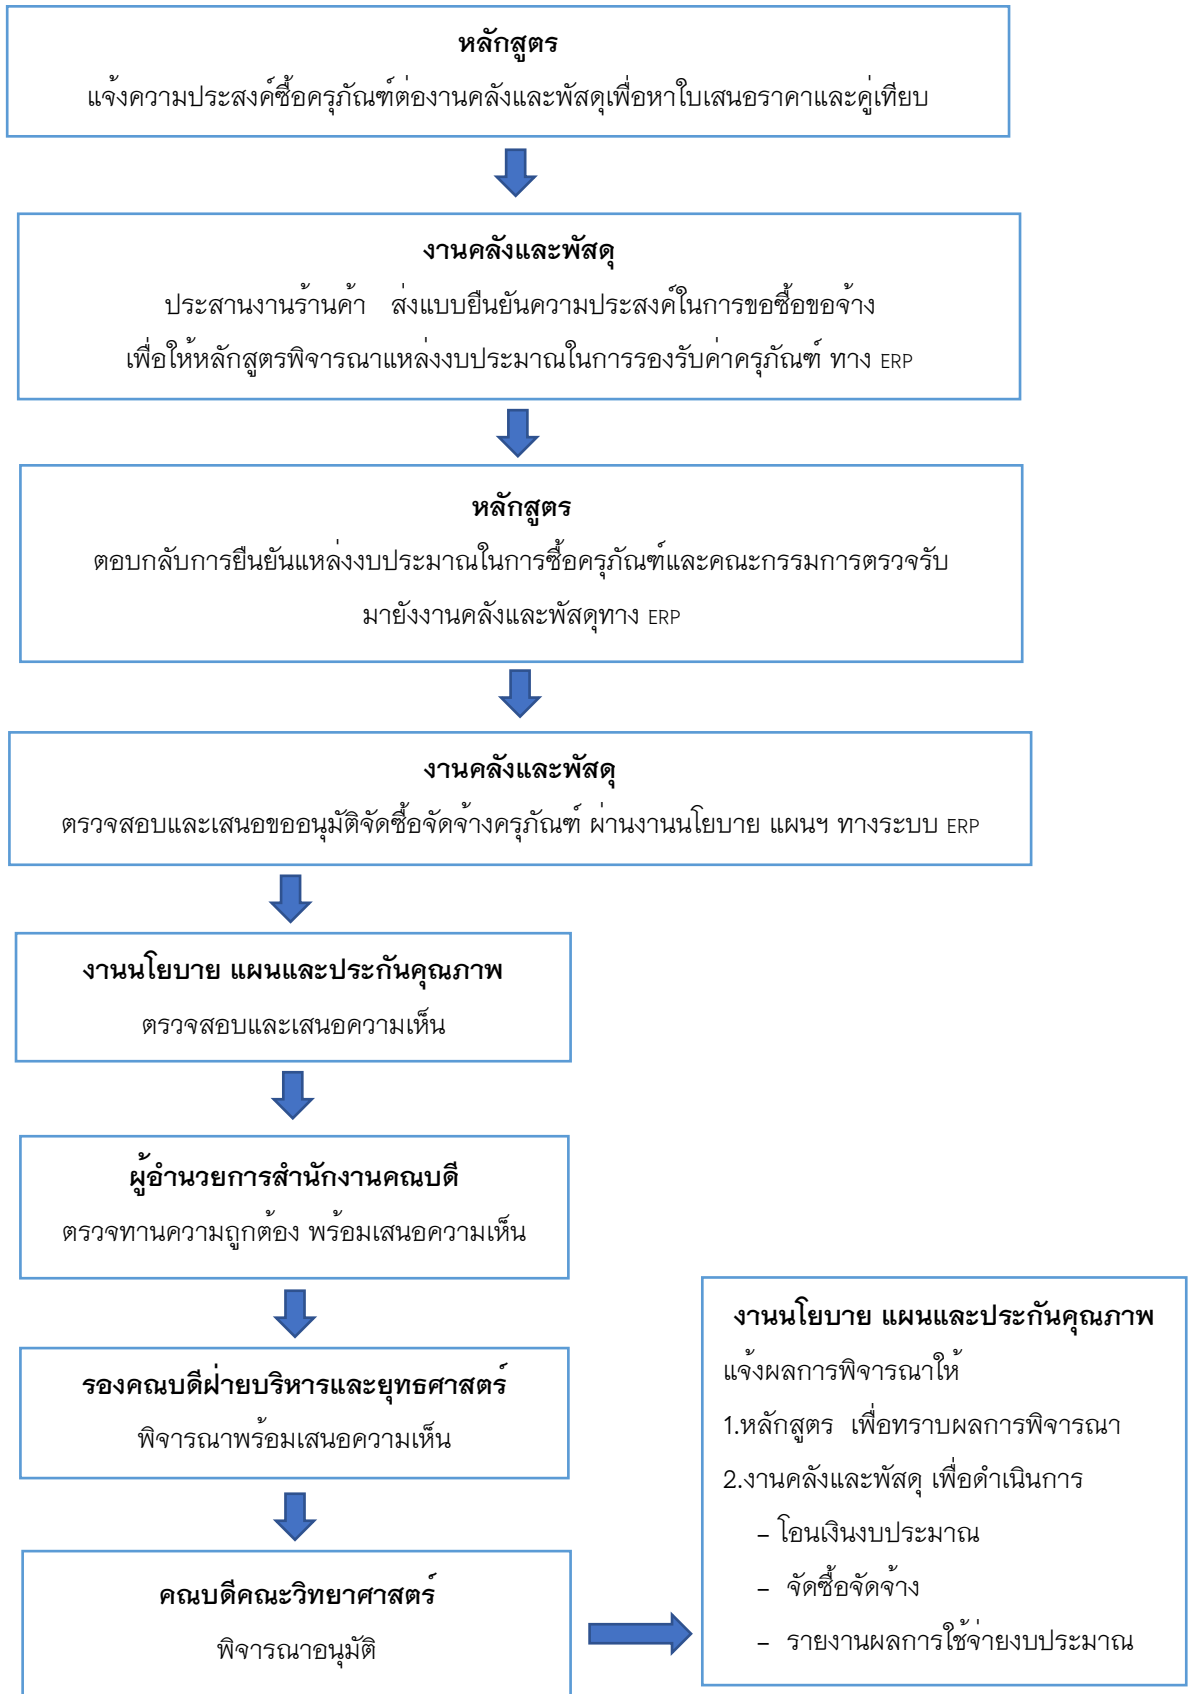 หลักสูตร
แจ้งความประสงค์ซื้อครุภัณฑ์ต่องานคลังและพัสดุเพื่อหาใบเสนอราคาและคู่เทียบ
งานคลังและพัสดุ
ประสานงานร้านค้า ส่งแบบยืนยันความประสงค์ในการขอซื้อขอจ้าง
เพื่อให้หลักสูตรพิจารณาแหล่งงบประมาณในการรองรับค่าครุภัณฑ์ ทาง ERP
หลักสูตร
ตอบกลับการยืนยันแหล่งงบประมาณในการซื้อครุภัณฑ์และคณะกรรมการตรวจรับ
มายังงานคลังและพัสดุทาง ERP
งานคลังและพัสดุ
ตรวจสอบและเสนอขออนุมัติจัดซื้อจัดจ้างครุภัณฑ์ ผ่านงานนโยบาย แผนฯ ทางระบบ ERP
งานนโยบาย แผนและประกันคุณภาพ
ตรวจสอบและเสนอความเห็น
ผู้อำนวยการสำนักงานคณบดี
ตรวจทานความถูกต้อง พร้อมเสนอความเห็น
รองคณบดีฝ่ายบริหารและยุทธศาสตร์
พิจารณาพร้อมเสนอความเห็น
คณบดีคณะวิทยาศาสตร์
พิจารณาอนุมัติ
งานนโยบาย แผนและประกันคุณภาพ
แจ้งผลการพิจารณาให้
1.หลักสูตร เพื่อทราบผลการพิจารณา
2.งานคลังและพัสดุ เพื่อดำเนินการ
– โอนเงินงบประมาณ
– จัดซื้อจัดจ้าง
– รายงานผลการใช้จ่ายงบประมาณ